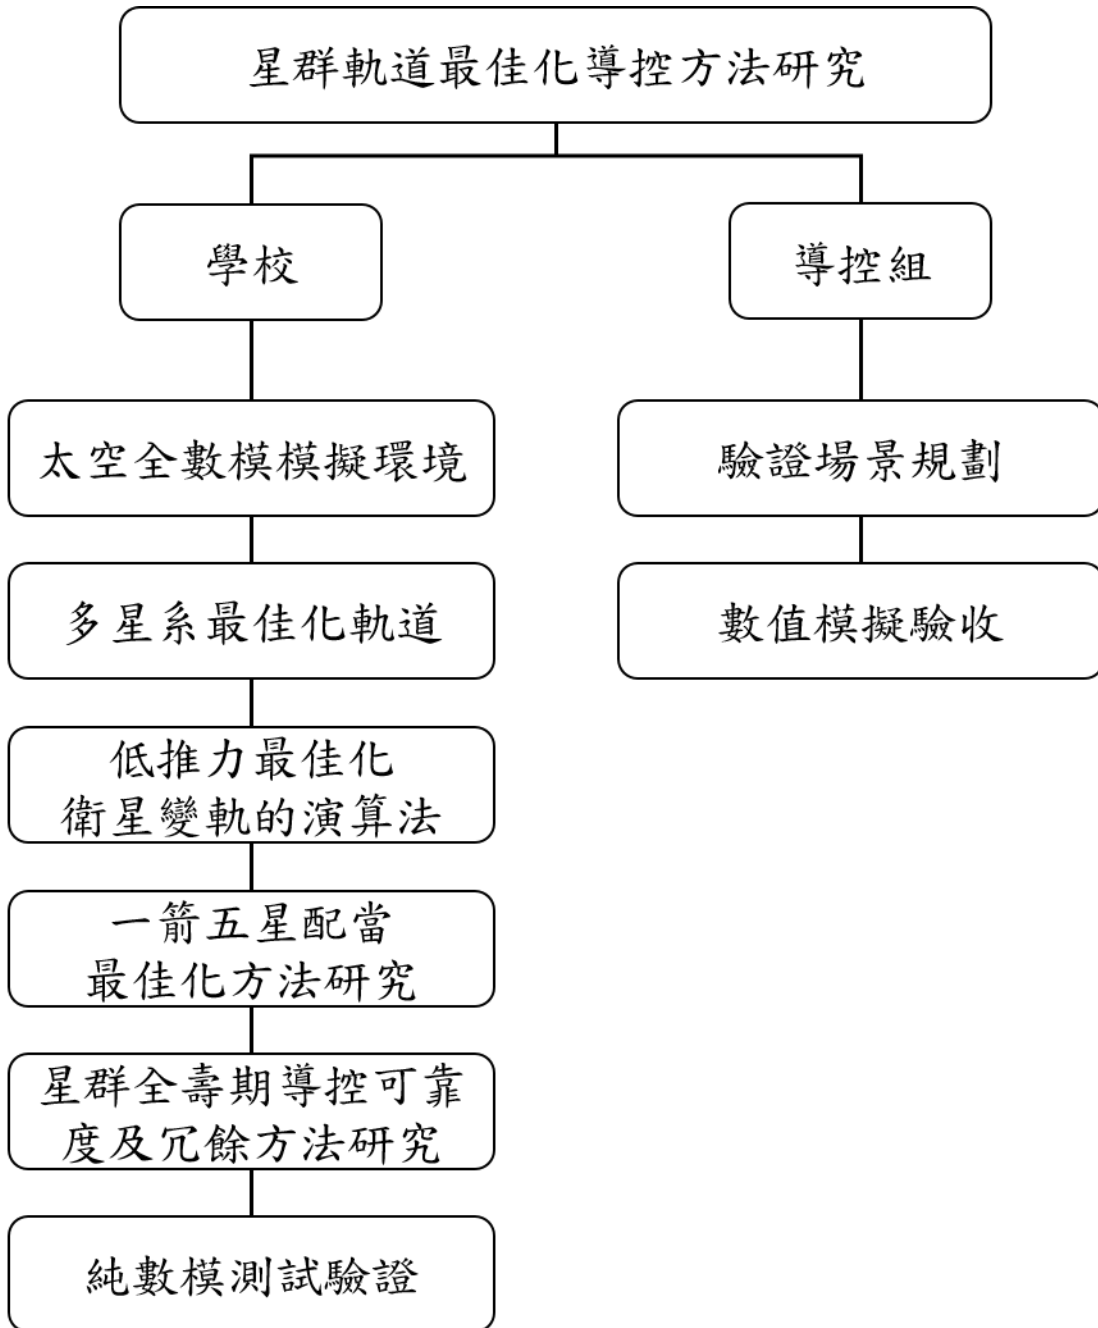 星群軌道最佳化導控方法研究
學校
導控組
太空全數模模擬環境
驗證場景規劃
多星系最佳化軌道
數值模擬驗收
低推力最佳化
衛星變軌的演算法
一箭五星配當
最佳化方法研究
星群全壽期導控可靠
度及冗餘方法研究
純數模測試驗證